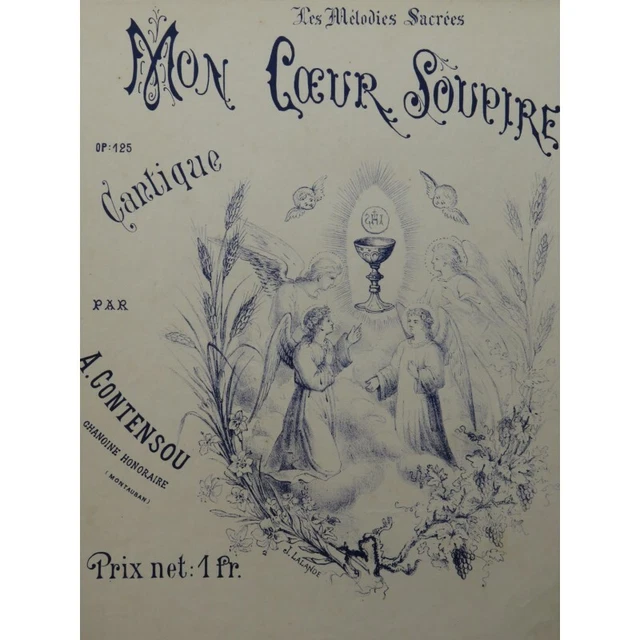 Les Mélodies Sacrées
Mon Cœur Soupire
OP: 125
Cantique
PAR
A. CONTENSOU
CHANOINE HONORAIRE
(MONTAUBAN)
IHS
J. LALANDE
Prix net: 1 fr.